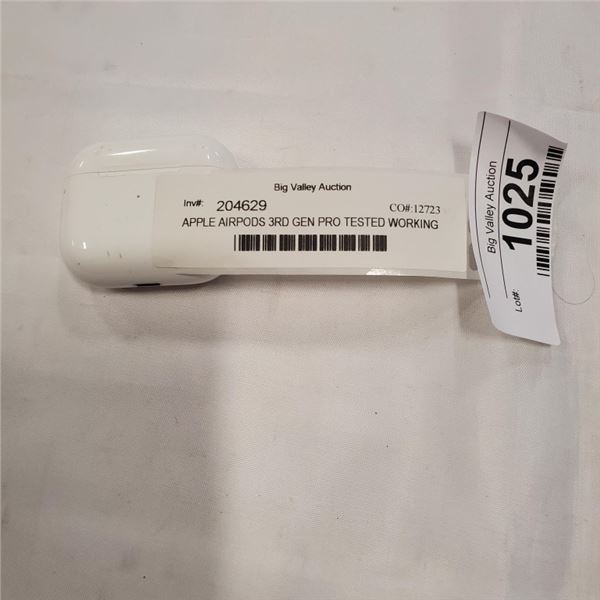 Big Valley Auction
Inv#: 204629 CO#:12723
APPLE AIRPODS 3RD GEN PRO TESTED WORKING
Big Valley Auction
1025
Lot#: